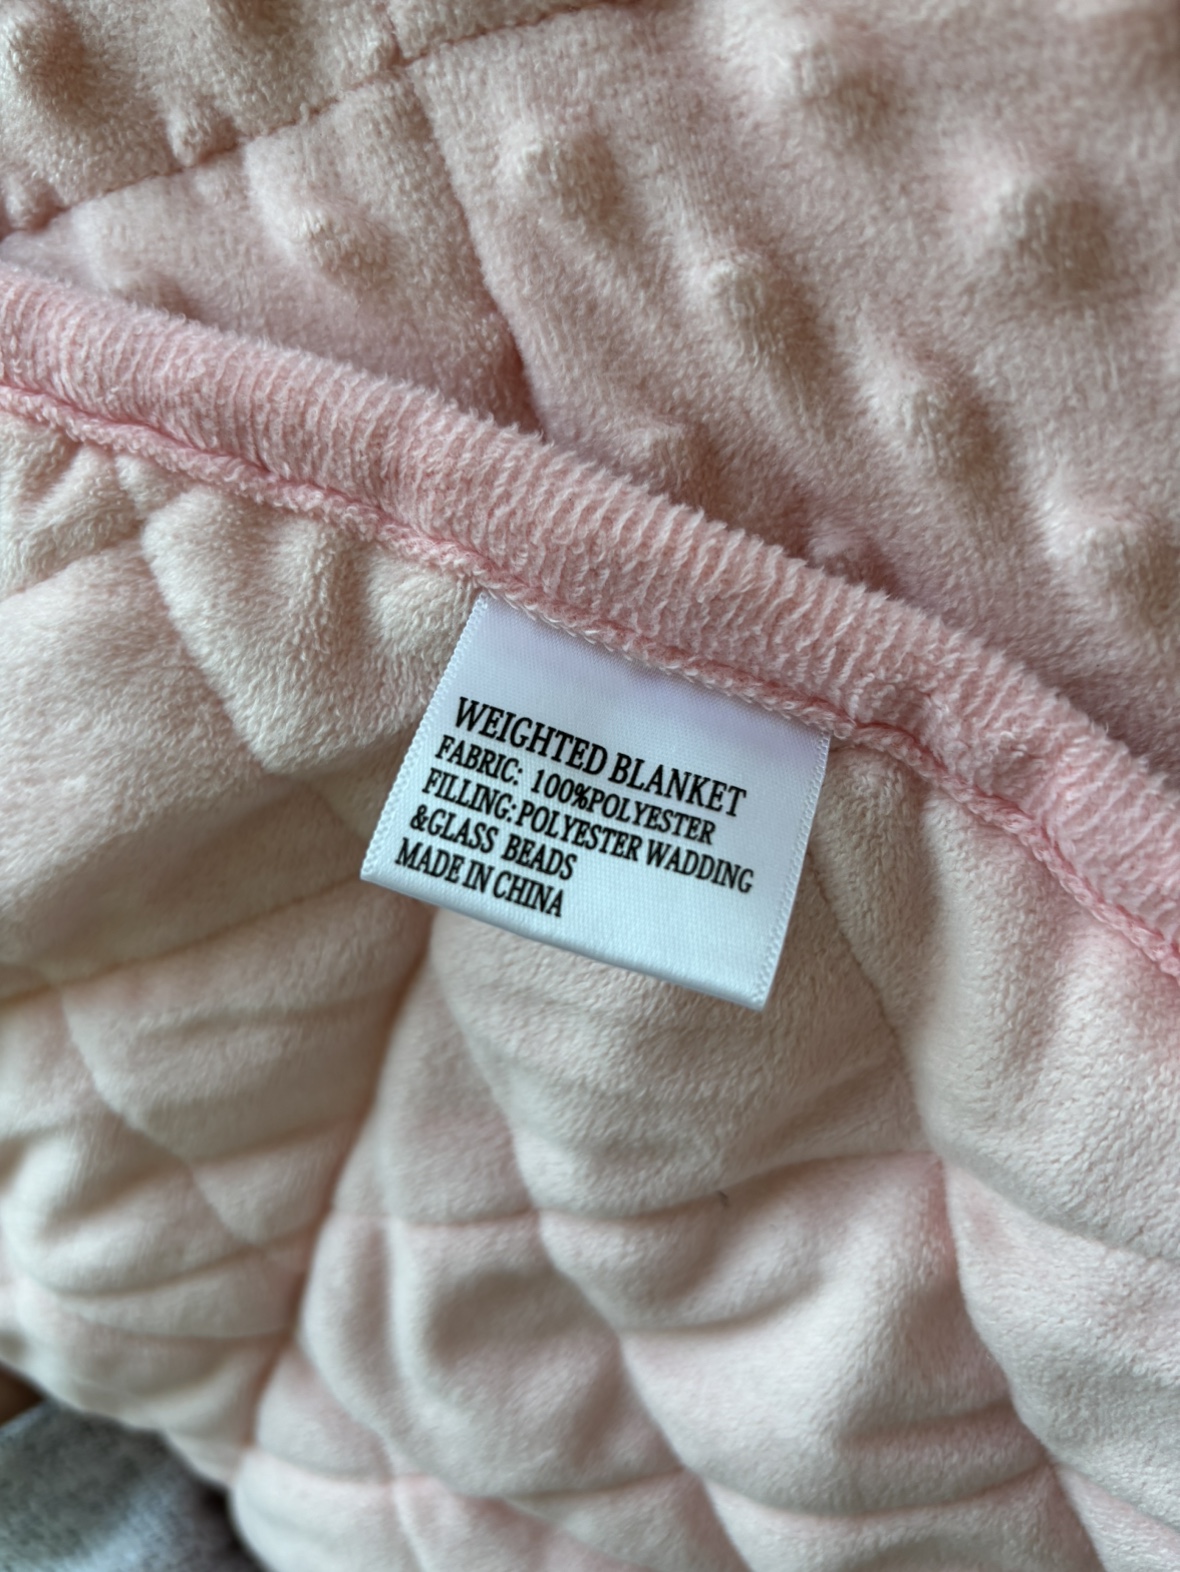 WEIGHTED BLANKET
FABRIC: 100%POLYESTER
FILLING:POLYESTER WADDING
&GLASS BEADS
MADE IN CHINA